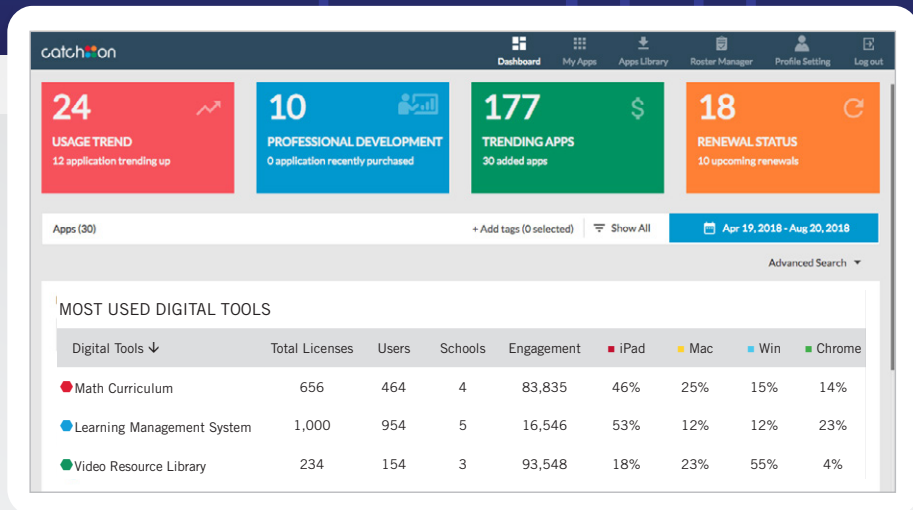 catchon
Dashboard My Apps Apps Library Roster Manager Profile Setting Log out
24
USAGE TREND
12 application trending up
10
PROFESSIONAL DEVELOPMENT
0 application recently purchased
177
$
TRENDING APPS
30 added apps
18
RENEWAL STATUS
10 upcoming renewals
Apps (30) + Add tags (0 selected) Show All Apr 19, 2018 - Aug 20, 2018
Advanced Search
MOST USED DIGITAL TOOLS
Digital Tools ↓ Total Licenses Users Schools Engagement iPad Mac Win Chrome
Math Curriculum 656 464 4 83,835 46% 25% 15% 14%
Learning Management System 1,000 954 5 16,546 53% 12% 12% 23%
Video Resource Library 234 154 3 93,548 18% 23% 55% 4%